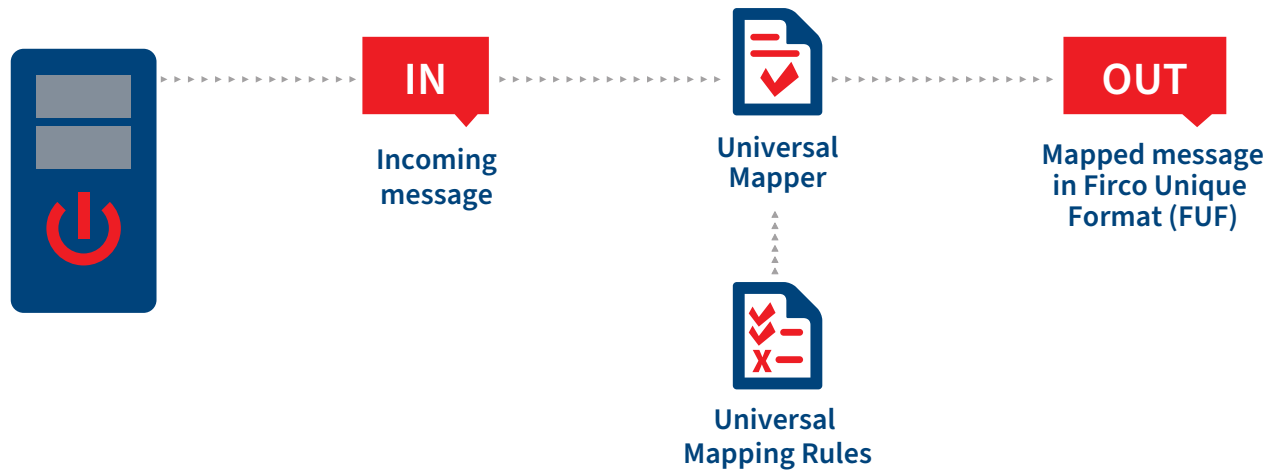 IN
Incoming
message
Universal
Mapper
OUT
Mapped message
in Firco Unique
Format (FUF)
Universal
Mapping Rules